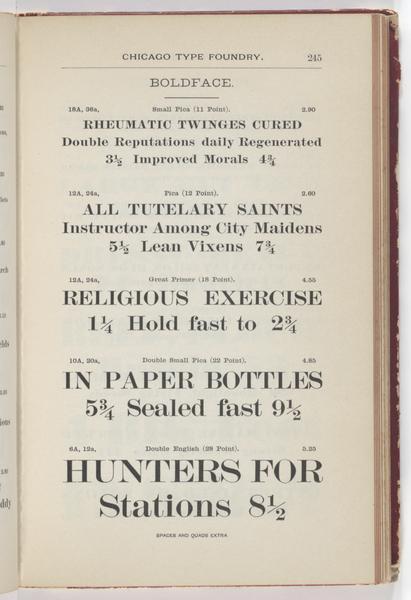 CHICAGO TYPE FOUNDRY. 245
BOLDFACE.
18A, 36a, Small Pica (11 Point). 2.90
RHEUMATIC TWINGES CURED
Double Reputations daily Regenerated
3½ Improved Morals 4¾
12A, 24a, Pica (12 Point). 2.60
ALL TUTELARY SAINTS
Instructor Among City Maidens
5½ Lean Vixens 7¾
12A, 24a, Great Primer (18 Point). 4.55
RELIGIOUS EXERCISE
1¼ Hold fast to 2¾
10A, 20a, Double Small Pica (22 Point). 4.85
IN PAPER BOTTLES
5¾ Sealed fast 9½
6A, 12a, Double English (28 Point). 5.25
HUNTERS FOR
Stations 8½
SPACES AND QUADS EXTRA